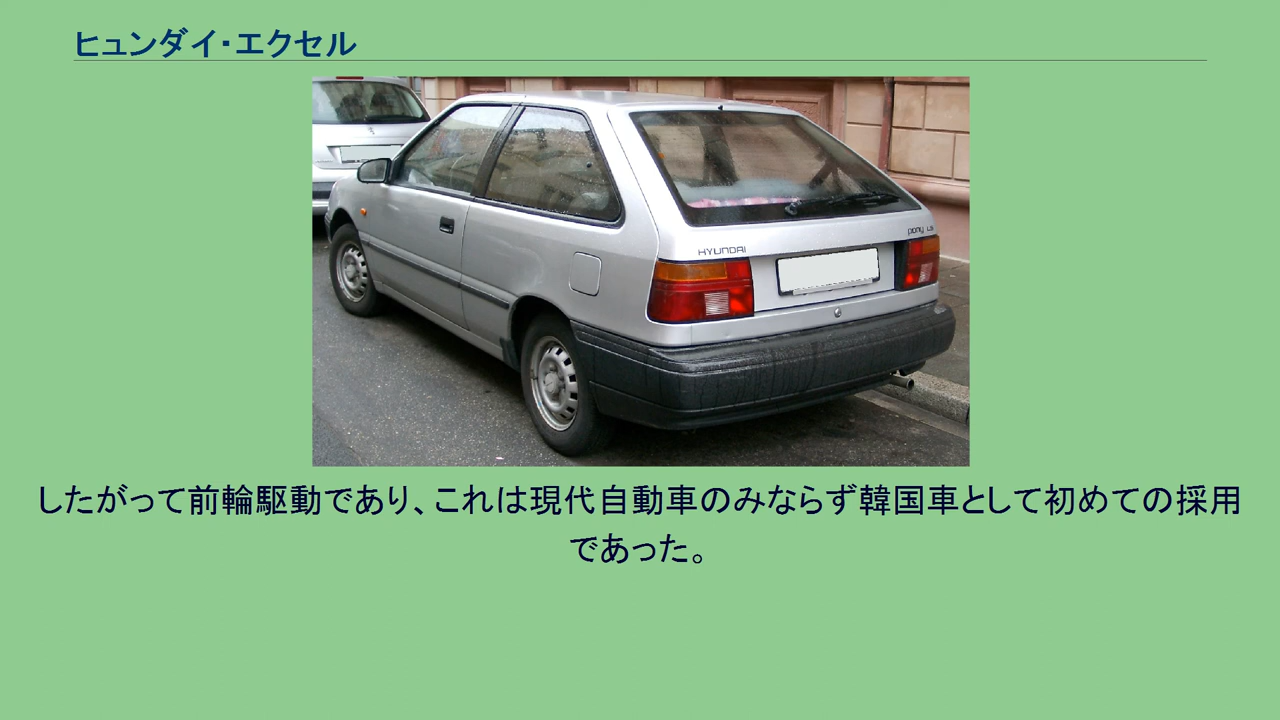 ヒュンダイ・エクセル
HYUNDAI
pony LS
したがって前輪駆動であり、これは現代自動車のみならず韓国車として初めての採用
であった。